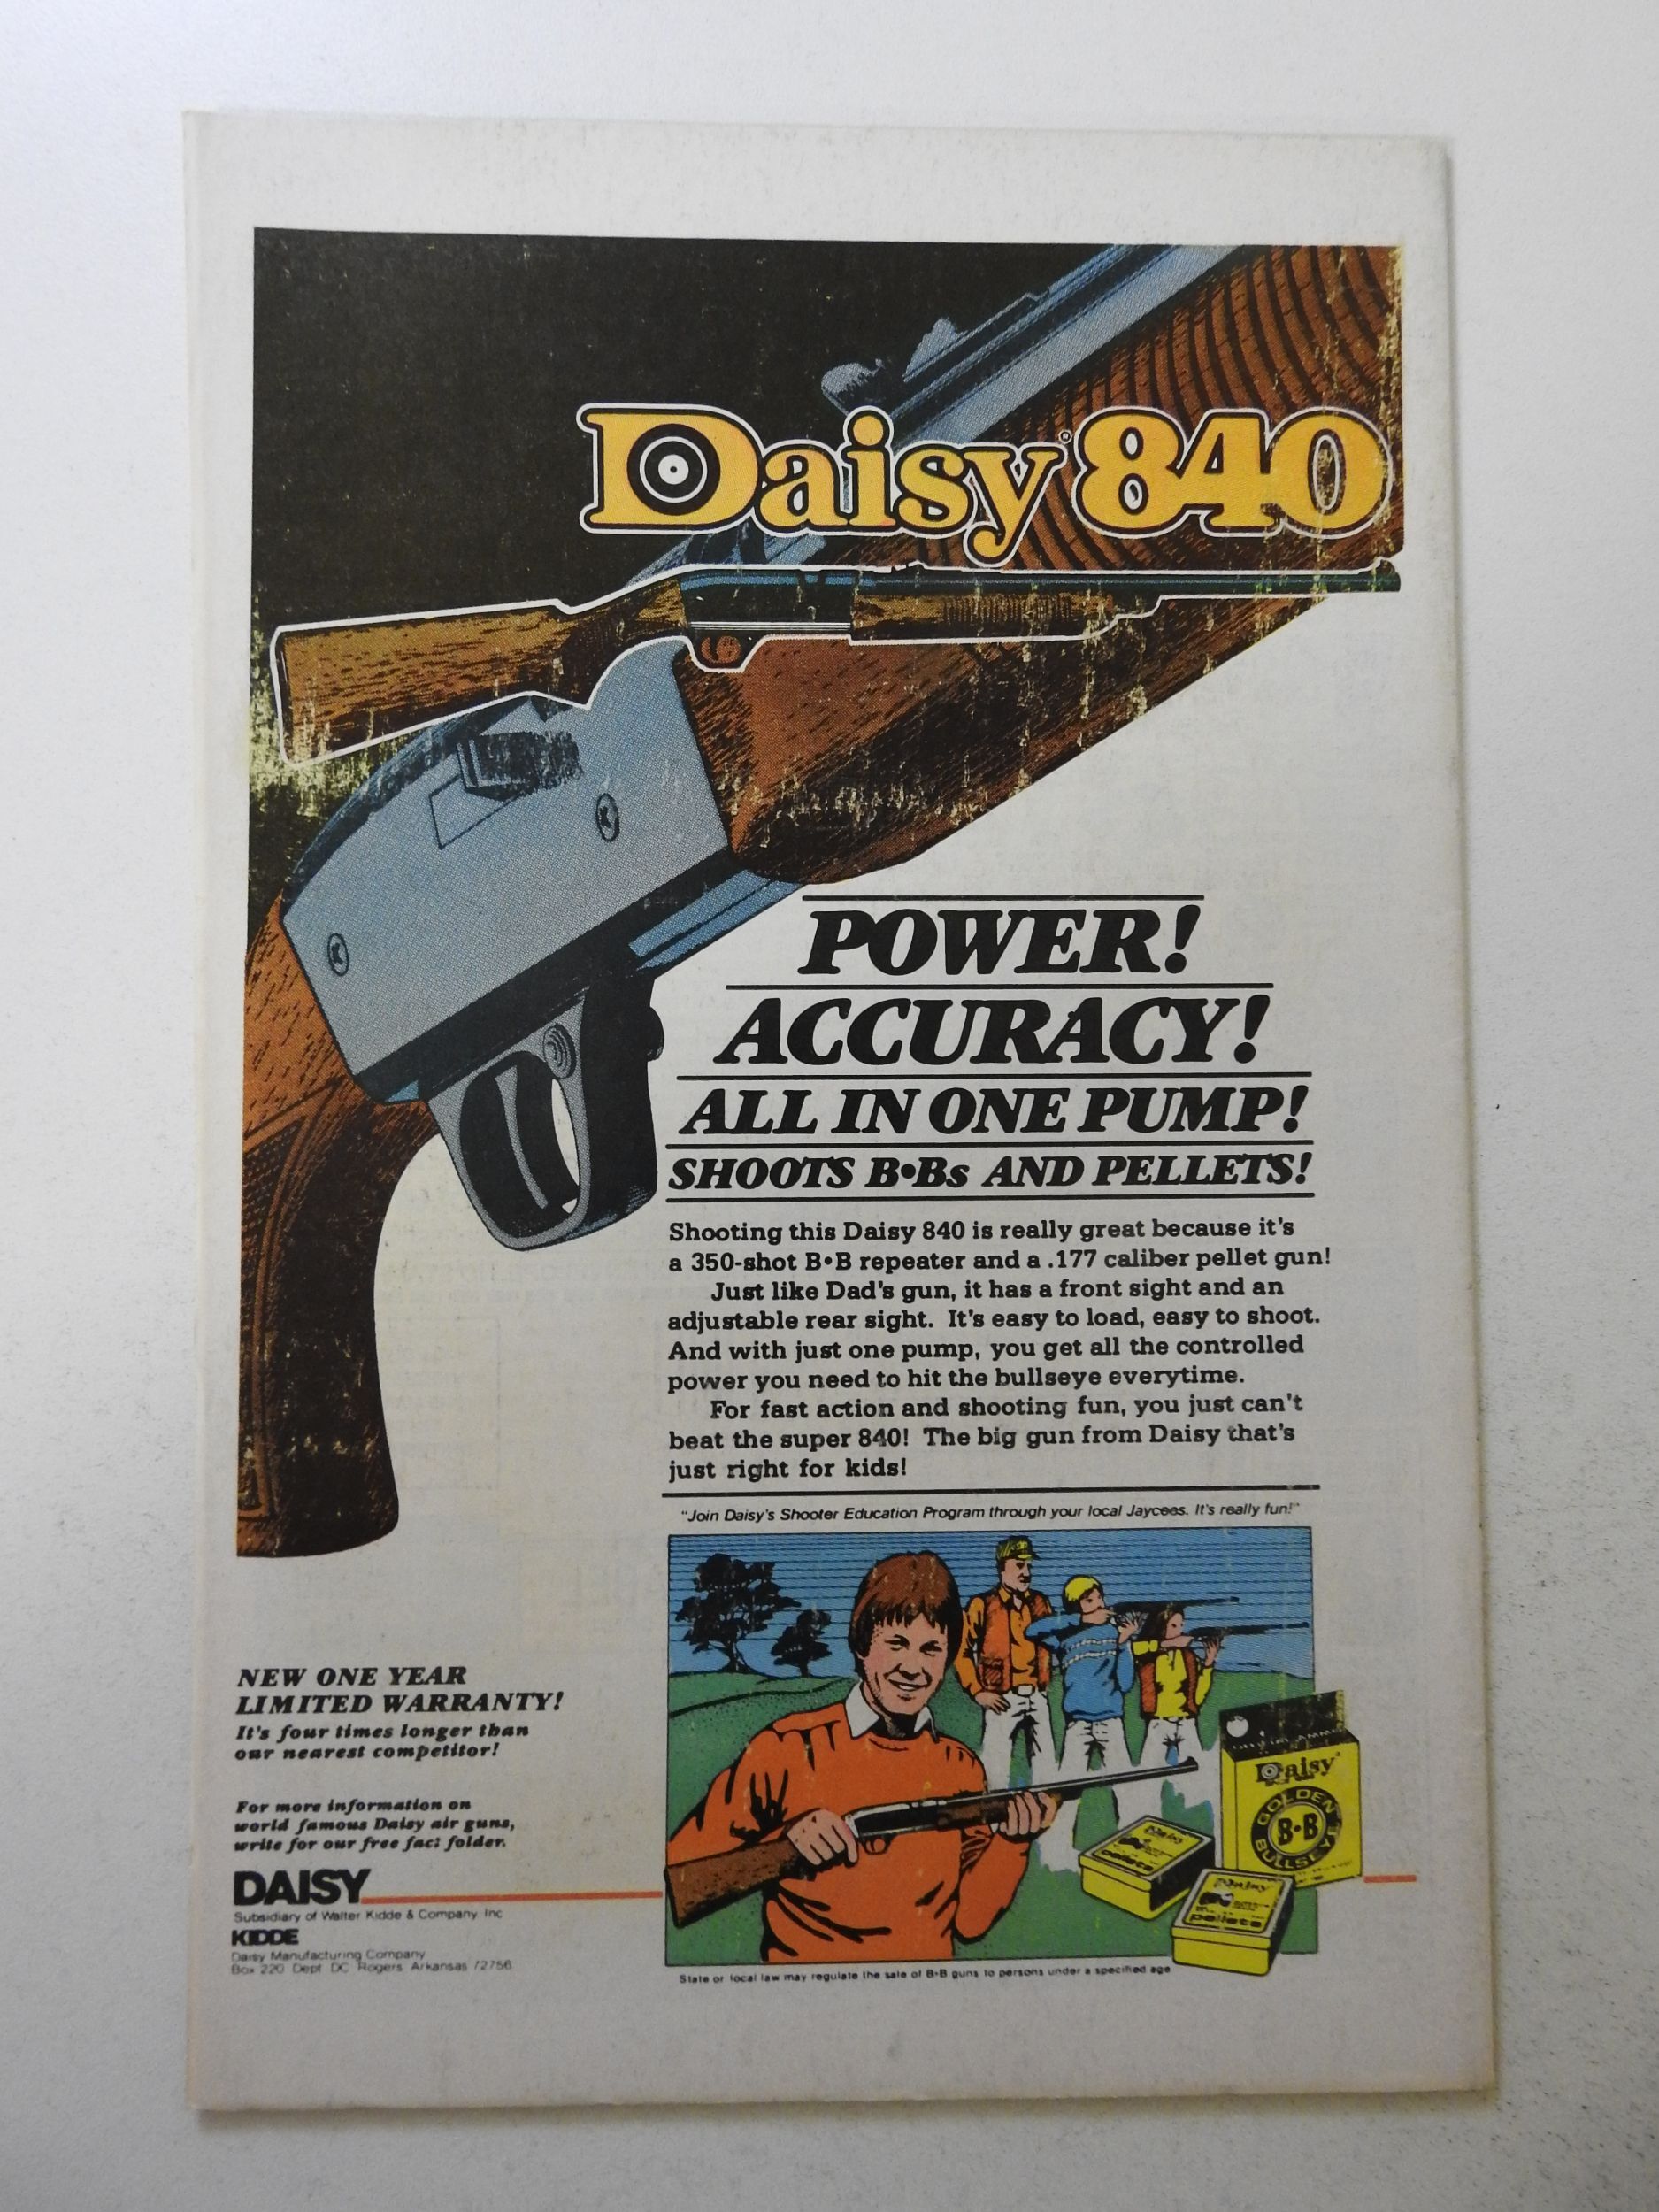 Daisy® 840
POWER!
ACCURACY!
ALL IN ONE PUMP!
SHOOTS B•Bs AND PELLETS!
Shooting this Daisy 840 is really great because it's
a 350-shot B•B repeater and a .177 caliber pellet gun!
Just like Dad's gun, it has a front sight and an
adjustable rear sight. It's easy to load, easy to shoot.
And with just one pump, you get all the controlled
power you need to hit the bullseye everytime.
For fast action and shooting fun, you just can't
beat the super 840! The big gun from Daisy that's
just right for kids!
"Join Daisy's Shooter Education Program through your local Jaycees. It's really fun!"
NEW ONE YEAR
LIMITED WARRANTY!
It's four times longer than
our nearest competitor!
For more information on
world famous Daisy air guns,
write for our free fact folder.
DAISY
Subsidiary of Walter Kidde & Company Inc
KIDDE
Daisy Manufacturing Company
Box 220 Dept DC Rogers Arkansas 72756
Daisy
GOLDEN
B•B
BULLSEYE
Daisy
pellets
Daisy
pellets
State or local law may regulate the sale of B•B guns to persons under a specified age